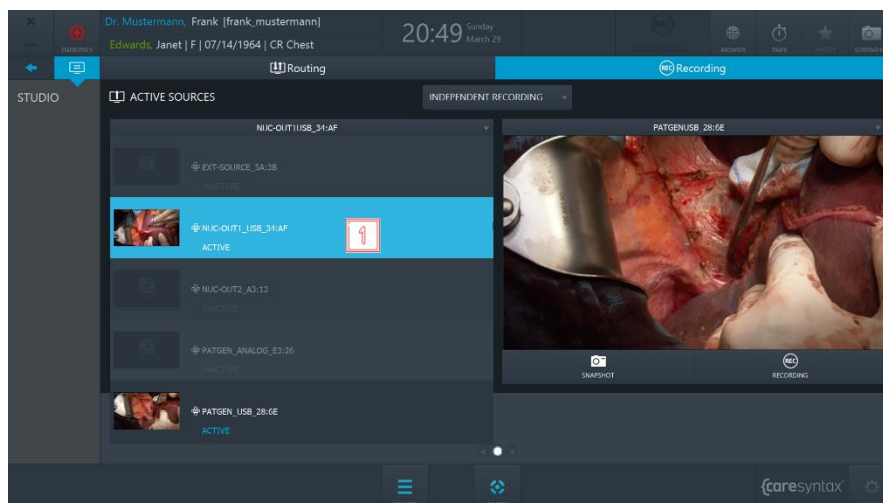 Dr. Mustermann, Frank [frank_mustermann]
Edwards, Janet | F | 07/14/1964 | CR Chest
20:49 Sunday
March 29
EMERGENCY
BROWSER
TIMER
Routing
REC Recording
STUDIO
ACTIVE SOURCES
INDEPENDENT RECORDING
NUC-OUT1USB_34:AF
PATGENUSB 28:6E
EXT-SOURCE_5A:3B
INACTIVE
NUC-OUT1_USB_34:AF
ACTIVE
1
NUC-OUT2_A3:13
INACTIVE
PATGEN_ANALOG_E3:26
INACTIVE
PATGEN_USB_28:6E
ACTIVE
SNAPSHOT
REC
RECORDING
{caresyntax